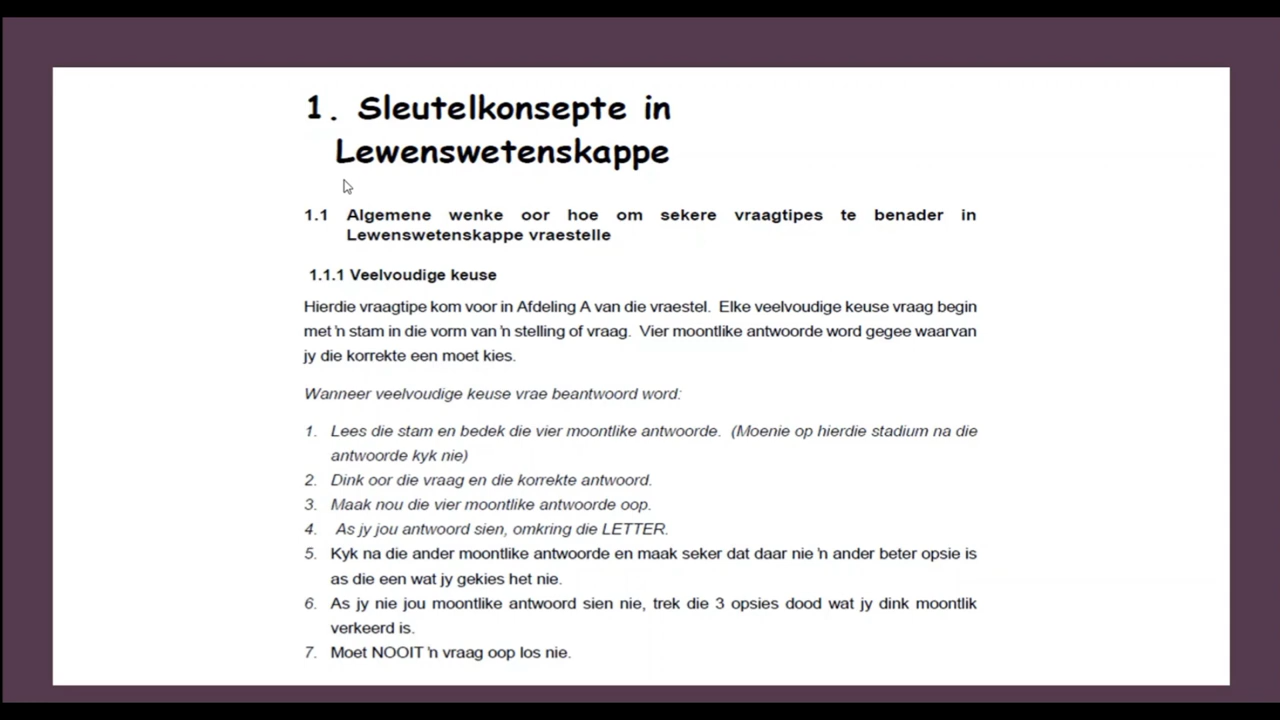 1. Sleutelkonsepte in
Lewenswetenskappe
1.1 Algemene wenke oor hoe om sekere vraagtipes te benader in
Lewenswetenskappe vraestelle
1.1.1 Veelvoudige keuse
Hierdie vraagtipe kom voor in Afdeling A van die vraestel. Elke veelvoudige keuse vraag begin
met 'n stam in die vorm van 'n stelling of vraag. Vier moontlike antwoorde word gegee waarvan
jy die korrekte een moet kies.
Wanneer veelvoudige keuse vrae beantwoord word:
1. Lees die stam en bedek die vier moontlike antwoorde. (Moenie op hierdie stadium na die
antwoorde kyk nie)
2. Dink oor die vraag en die korrekte antwoord.
3. Maak nou die vier moontlike antwoorde oop.
4. As jy jou antwoord sien, omkring die LETTER.
5. Kyk na die ander moontlike antwoorde en maak seker dat daar nie 'n ander beter opsie is
as die een wat jy gekies het nie.
6. As jy nie jou moontlike antwoord sien nie, trek die 3 opsies dood wat jy dink moontlik
verkeerd is.
7. Moet NOOIT 'n vraag oop los nie.